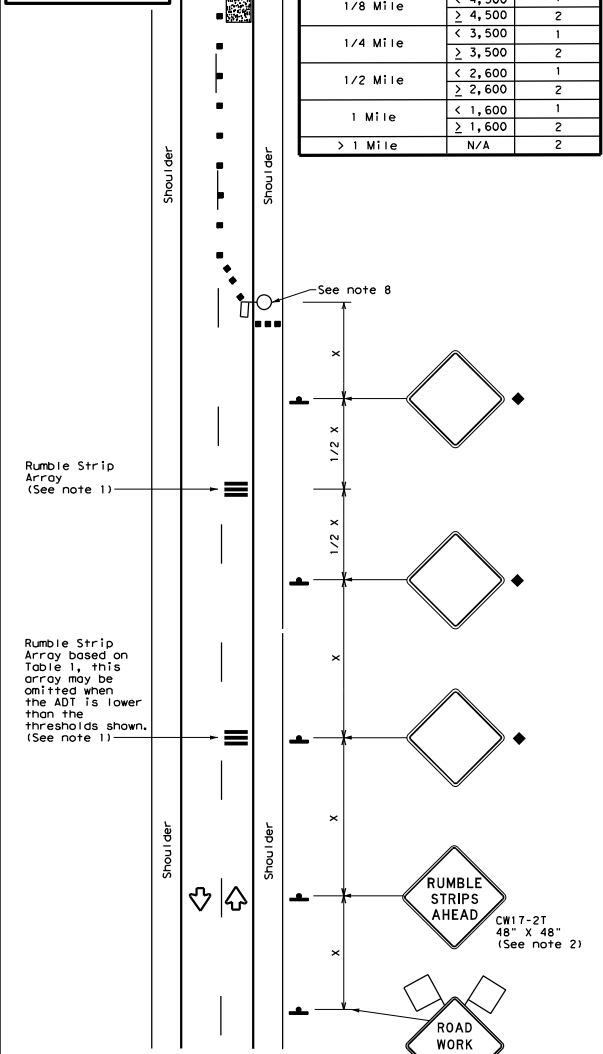 1/8 Mile
≥ 4,500 2
1/4 Mile
< 3,500 1
≥ 3,500 2
1/2 Mile
< 2,600 1
≥ 2,600 2
1 Mile
< 1,600 1
≥ 1,600 2
> 1 Mile N/A 2
Shoulder
Shoulder
See note 8
X
1/2 X
Rumble Strip
Array
(See note 1)
1/2 X
X
Rumble Strip
Array based on
Table 1, this
array may be
omitted when
the ADT is lower
than the
thresholds shown.
(See note 1)
X
Shoulder
Shoulder
RUMBLE
STRIPS
AHEAD
CW17-2T
48" X 48"
(See note 2)
X
ROAD
WORK